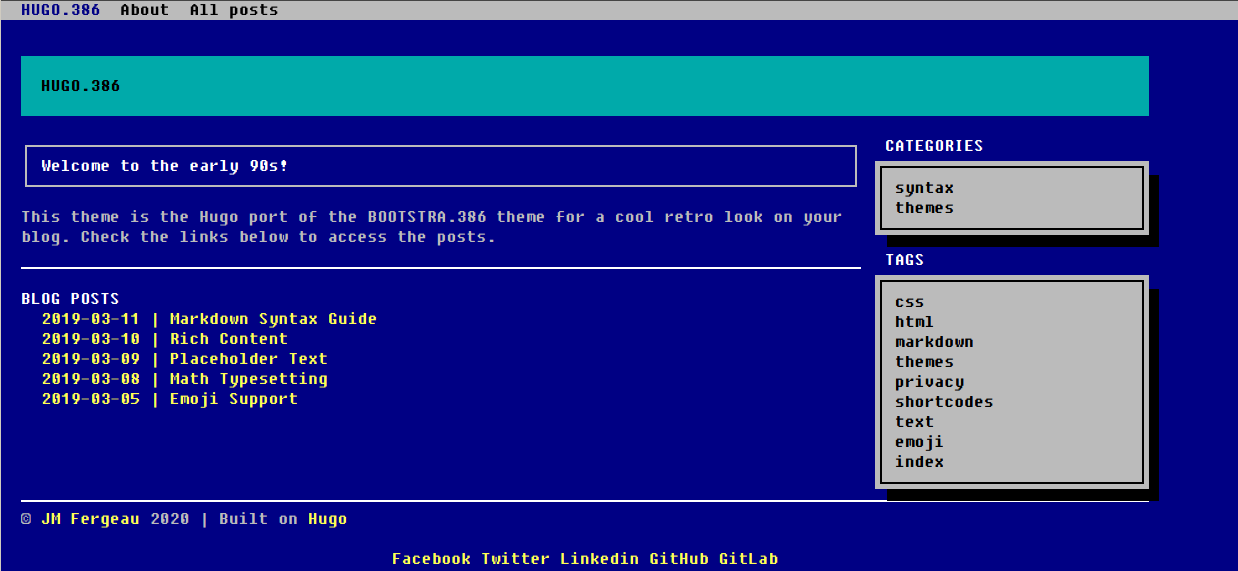 HUGO.386 About All posts
HUGO.386
Welcome to the early 90s!
This theme is the Hugo port of the BOOTSTRA.386 theme for a cool retro look on your
blog. Check the links below to access the posts.
BLOG POSTS
2019-03-11 | Markdown Syntax Guide
2019-03-10 | Rich Content
2019-03-09 | Placeholder Text
2019-03-08 | Math Typesetting
2019-03-05 | Emoji Support
CATEGORIES
syntax
themes
TAGS
css
html
markdown
themes
privacy
shortcodes
text
emoji
index
© JM Fergeau 2020 | Built on Hugo
Facebook Twitter Linkedin GitHub GitLab